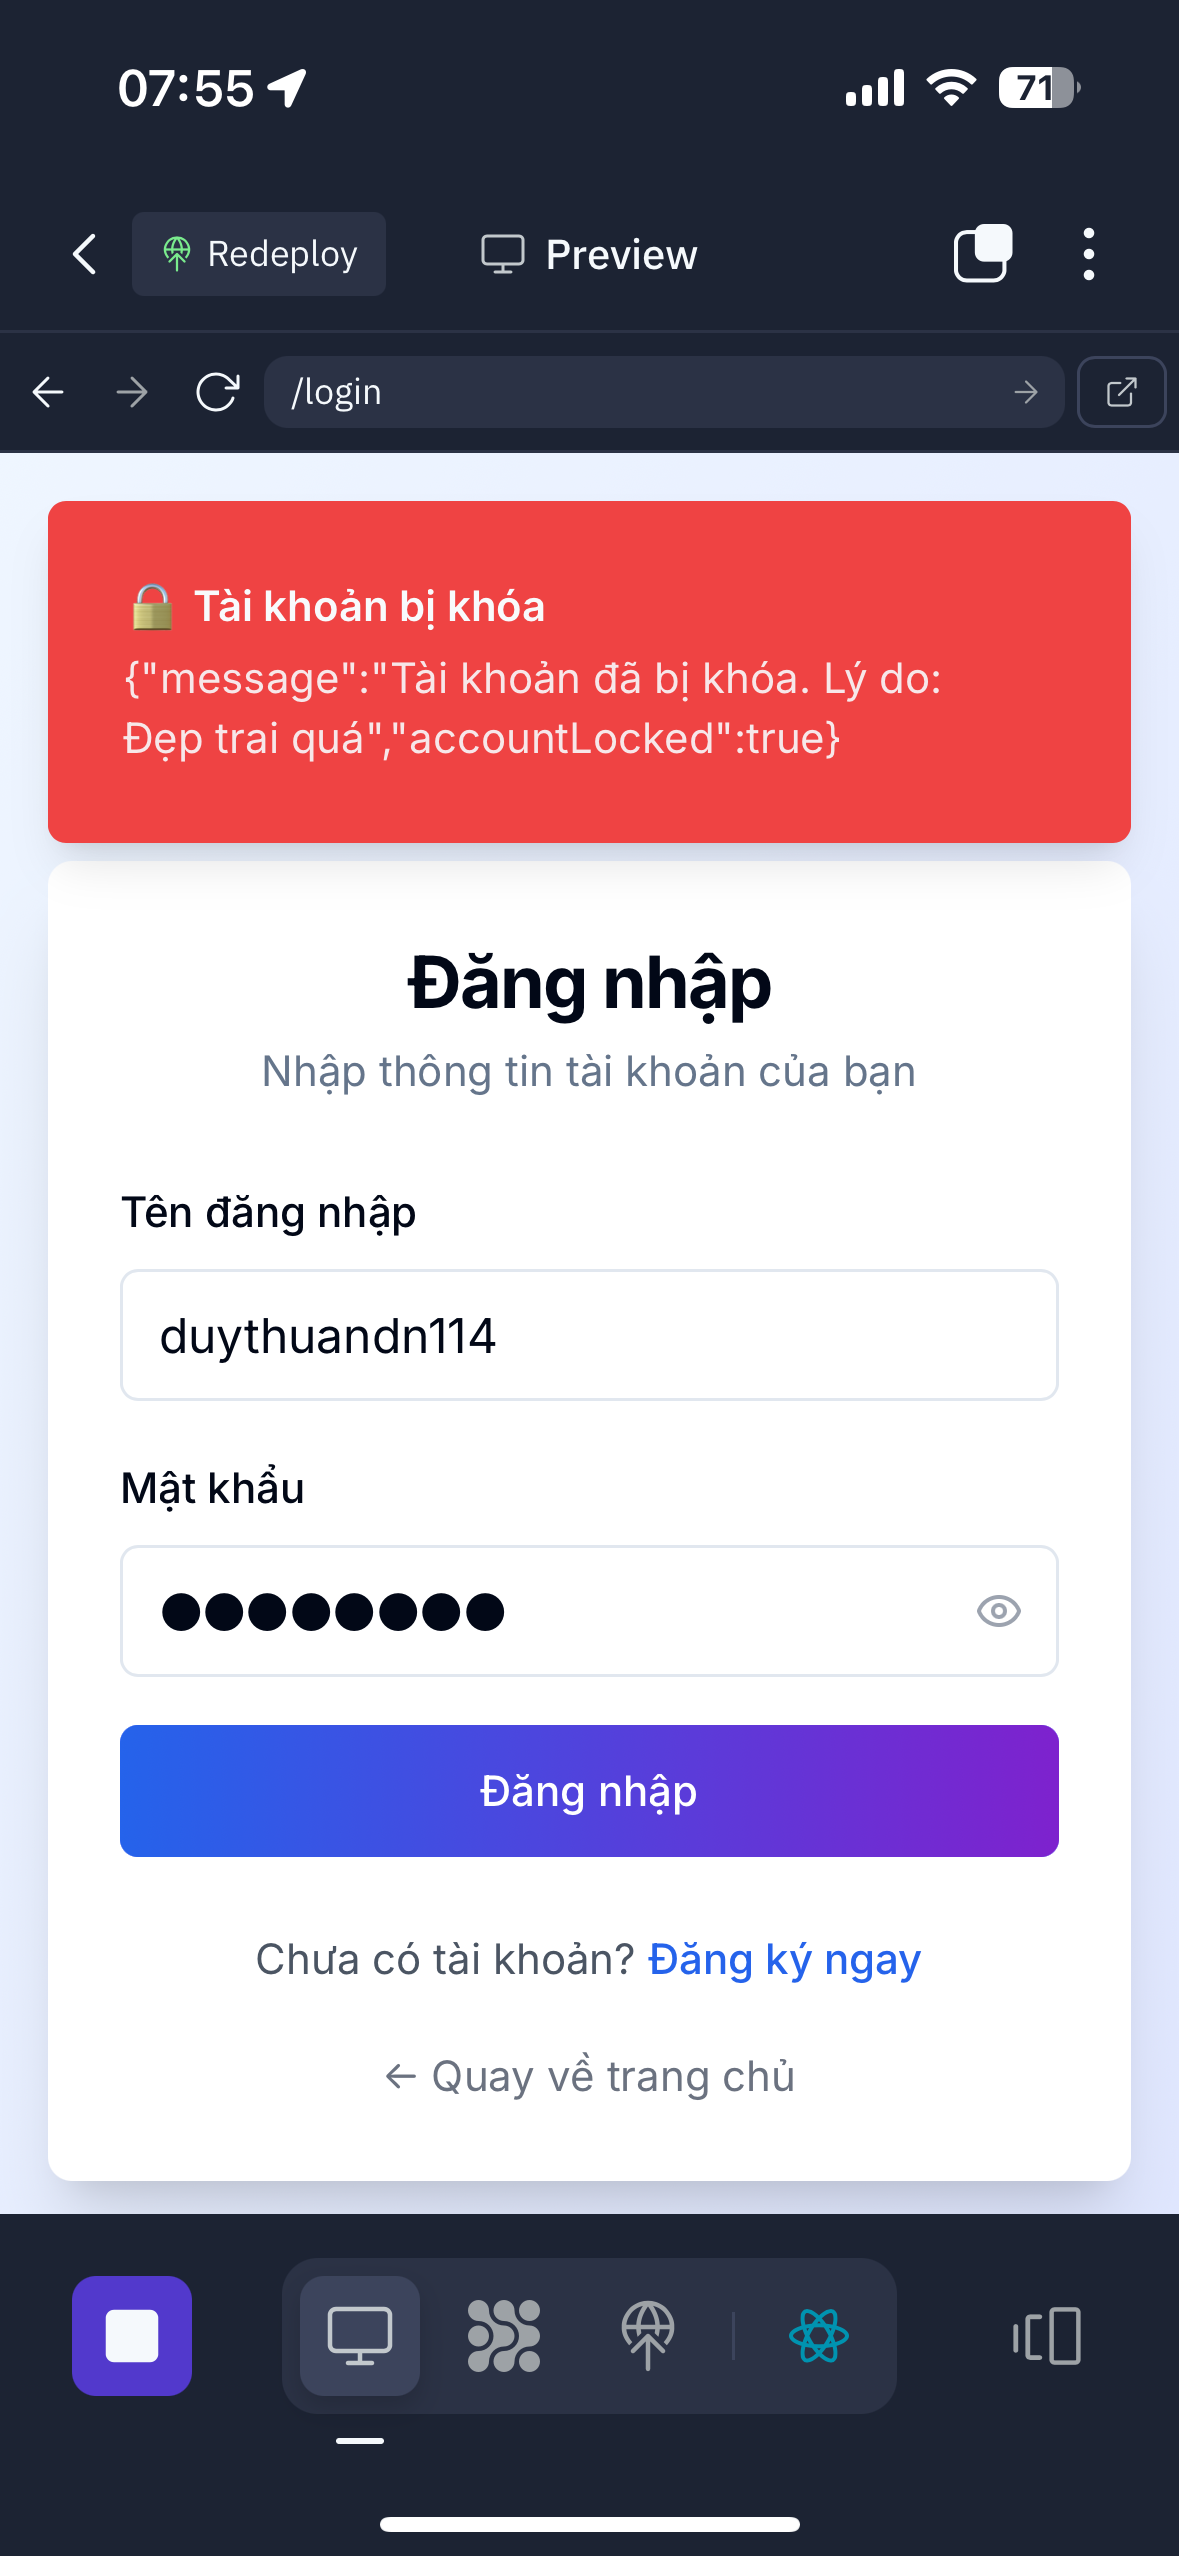 07:55
71
Redeploy
Preview
/login
🔒 Tài khoản bị khóa
{"message":"Tài khoản đã bị khóa. Lý do:
Đẹp trai quá","accountLocked":true}
Đăng nhập
Nhập thông tin tài khoản của bạn
Tên đăng nhập
duythuandn114
Mật khẩu
Đăng nhập
Chưa có tài khoản? Đăng ký ngay
← Quay về trang chủ